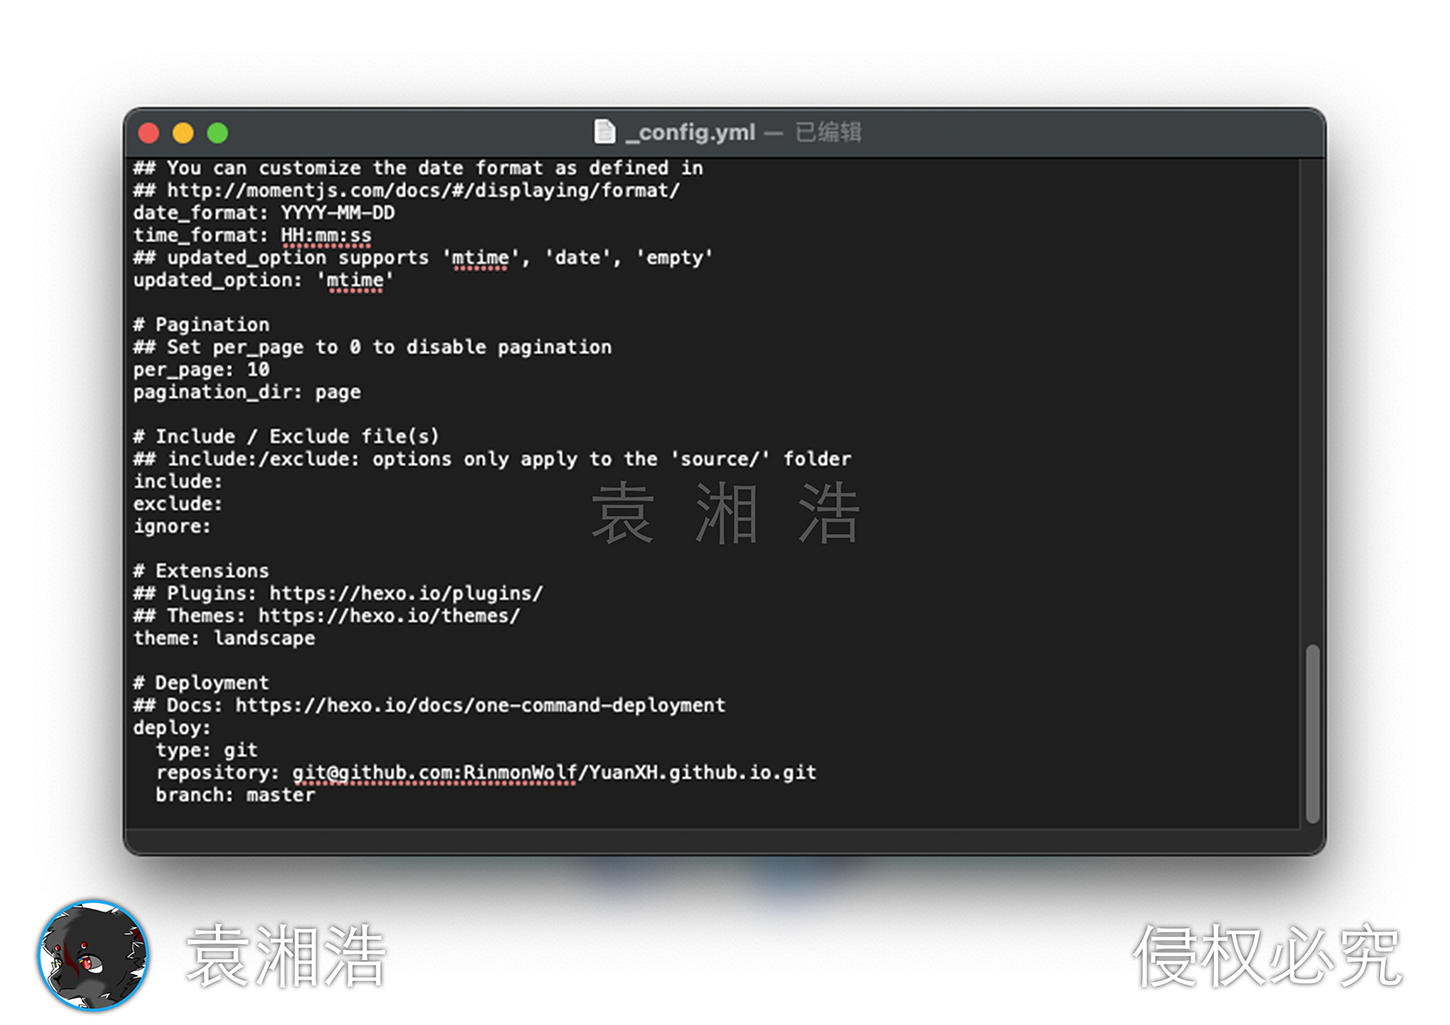 _config.yml — 已编辑
## You can customize the date format as defined in
## http://momentjs.com/docs/#/displaying/format/
date_format: YYYY-MM-DD
time_format: HH:mm:ss
## updated_option supports 'mtime', 'date', 'empty'
updated_option: 'mtime'
# Pagination
## Set per_page to 0 to disable pagination
per_page: 10
pagination_dir: page
# Include / Exclude file(s)
## include:/exclude: options only apply to the 'source/' folder
include:
exclude:
ignore:
袁湘浩
# Extensions
## Plugins: https://hexo.io/plugins/
## Themes: https://hexo.io/themes/
theme: landscape
# Deployment
## Docs: https://hexo.io/docs/one-command-deployment
deploy:
  type: git
  repository: git@github.com:RinmonWolf/YuanXH.github.io.git
  branch: master
袁湘浩
侵权必究